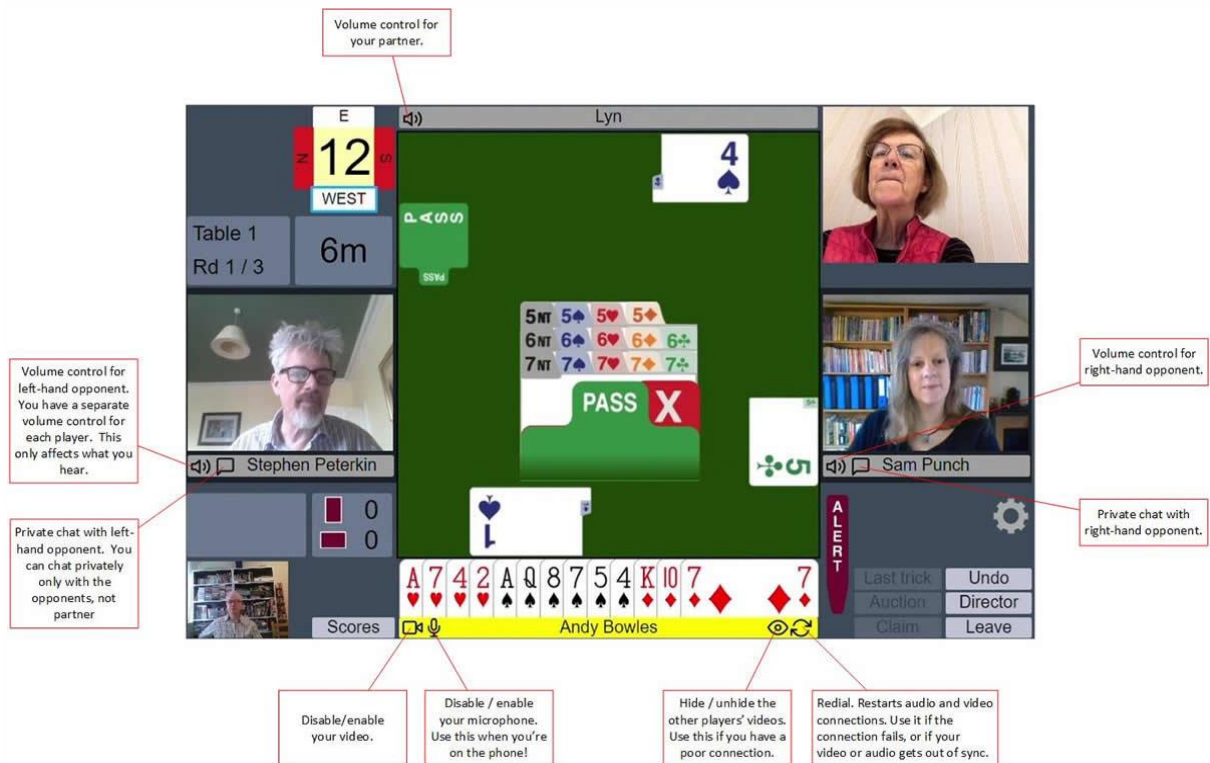 Volume control for
your partner.
E
N
12
S
WEST
Lyn
4
PASS
PASS
Table 1
Rd 1 / 3
6m
5NT 5♠ 5♥ 5♦
6NT 6♠ 6♥ 6♦ 6♣
7NT 7♠ 7♥ 7♦ 7♣
PASS X
5
1
Volume control for
left-hand opponent.
You have a separate
volume control for
each player. This
only affects what you
hear.
Stephen Peterkin
Volume control for
right-hand opponent.
Sam Punch
Private chat with left-
hand opponent. You
can chat privately
only with the
opponents, not
partner
Private chat with
right-hand opponent.
0
0
ALERT
A 7 4 2 A Q 8 7 5 4 K 10 7 7
Last trick Undo
Auction Director
Claim Leave
Scores
Andy Bowles
Disable/enable
your video.
Disable / enable
your microphone.
Use this when you're
on the phone!
Hide / unhide the
other players' videos.
Use this if you have a
poor connection.
Redial. Restarts audio and video
connections. Use it if the
connection fails, or if your
video or audio gets out of sync.